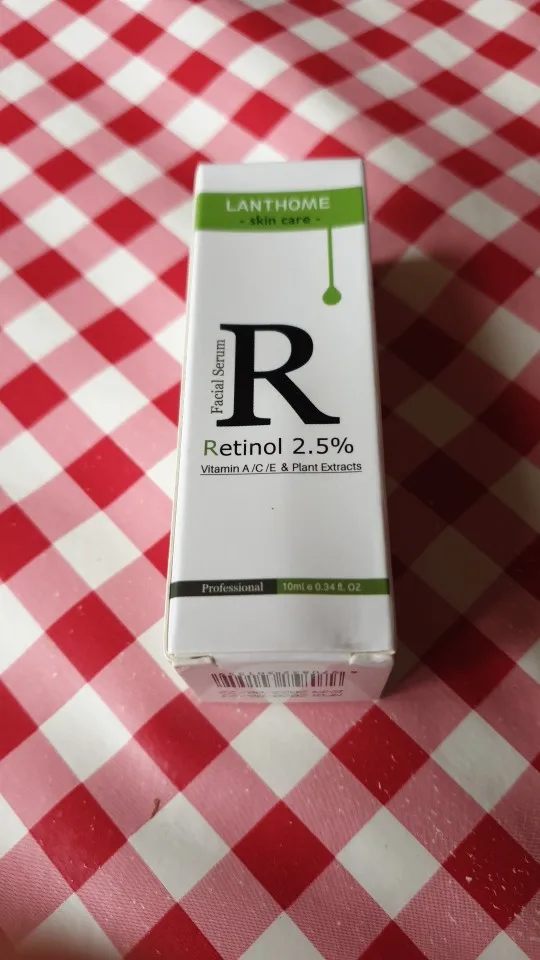 LANTHOME
- skin care -
Facial Serum
R
Retinol 2.5%
Vitamin A /C /E & Plant Extracts
Professional 10ml e 0.34 fl. OZ